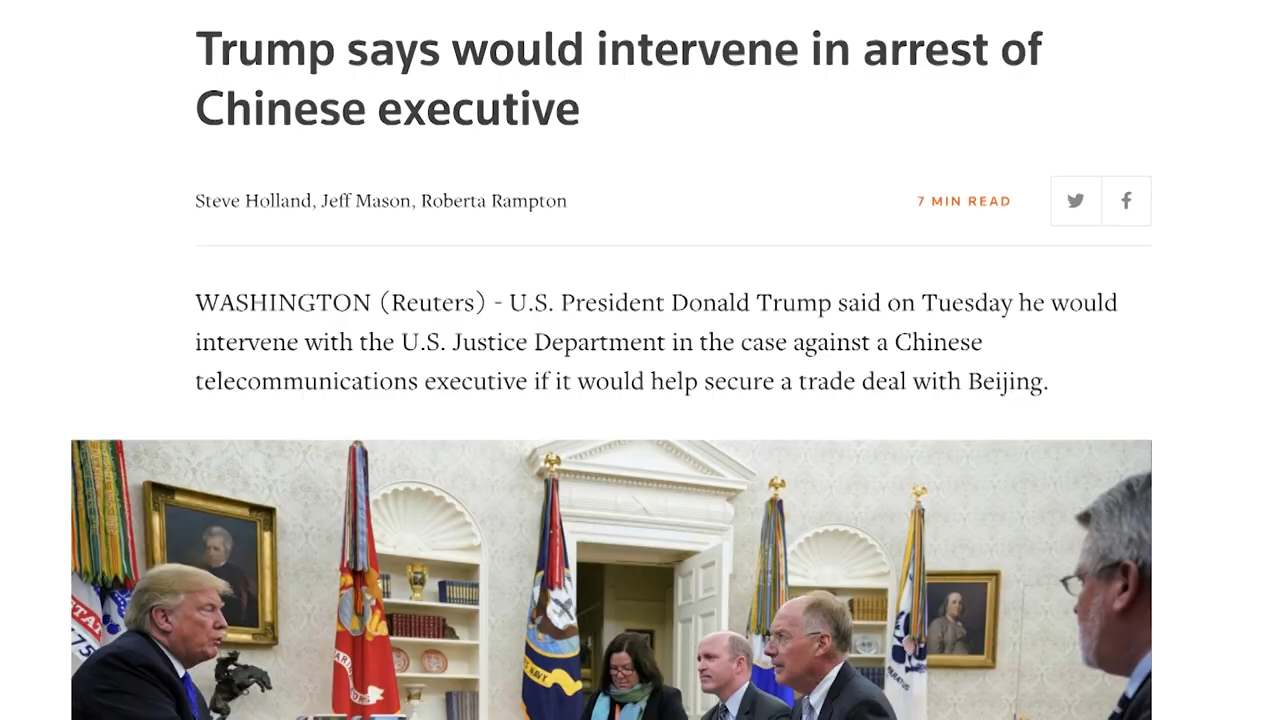 Trump says would intervene in arrest of
Chinese executive
Steve Holland, Jeff Mason, Roberta Rampton
7 MIN READ
WASHINGTON (Reuters) - U.S. President Donald Trump said on Tuesday he would
intervene with the U.S. Justice Department in the case against a Chinese
telecommunications executive if it would help secure a trade deal with Beijing.